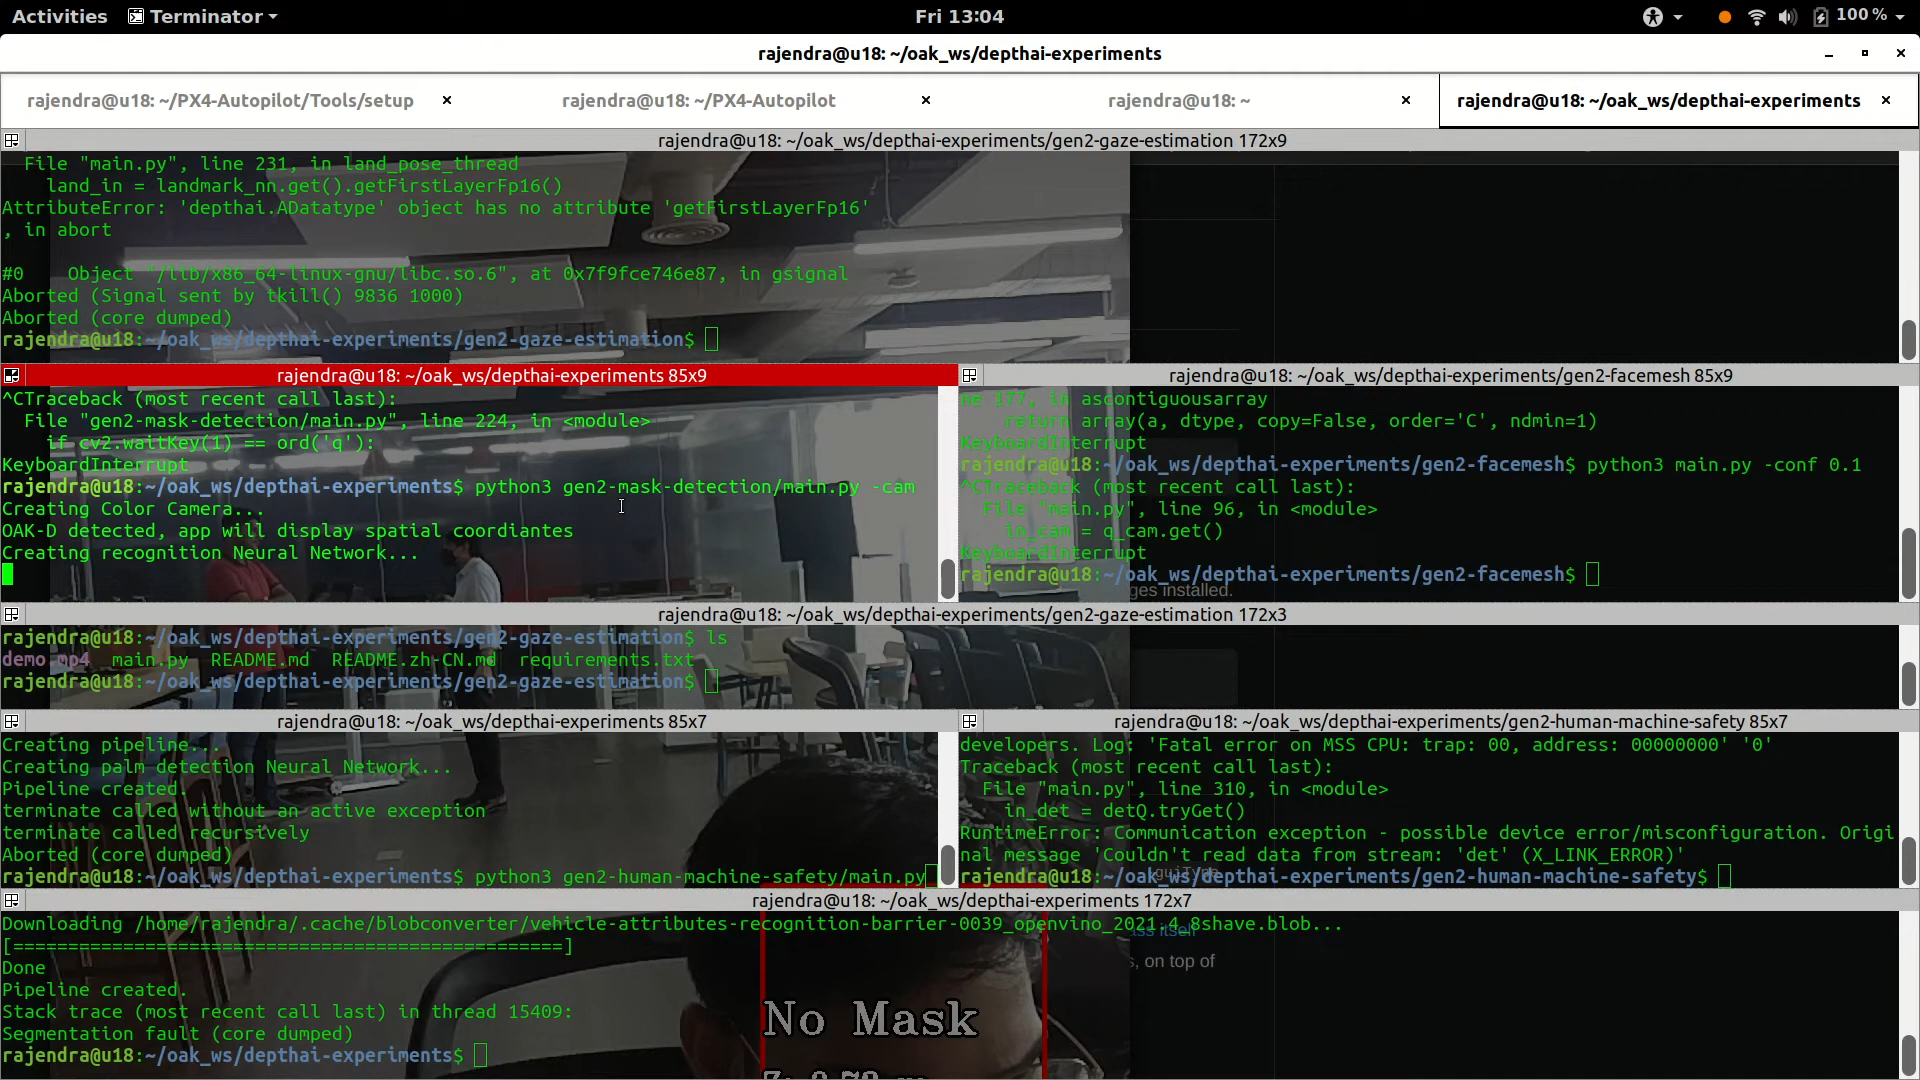 Activities Terminator Fri 13:04 100 %
rajendra@u18: ~/oak_ws/depthai-experiments
rajendra@u18: ~/PX4-Autopilot/Tools/setup × rajendra@u18: ~/PX4-Autopilot × rajendra@u18: ~ × rajendra@u18: ~/oak_ws/depthai-experiments ×
rajendra@u18: ~/oak_ws/depthai-experiments/gen2-gaze-estimation 172x9
File "main.py", line 231, in land_pose_thread
land_in = landmark_nn.get().getFirstLayerFp16()
AttributeError: 'depthai.ADatatype' object has no attribute 'getFirstLayerFp16'
, in abort
#0 Object "/lib/x86_64-linux-gnu/libc.so.6", at 0x7f9fce746e87, in gsignal
Aborted (Signal sent by tkill() 9836 1000)
Aborted (core dumped)
rajendra@u18:~/oak_ws/depthai-experiments/gen2-gaze-estimation$
rajendra@u18: ~/oak_ws/depthai-experiments 85x9
^CTraceback (most recent call last):
File "gen2-mask-detection/main.py", line 224, in <module>
if cv2.waitKey(1) == ord('q'):
KeyboardInterrupt
rajendra@u18:~/oak_ws/depthai-experiments$ python3 gen2-mask-detection/main.py -cam
Creating Color Camera...
OAK-D detected, app will display spatial coordiantes
Creating recognition Neural Network...
rajendra@u18: ~/oak_ws/depthai-experiments/gen2-facemesh 85x9
ne 177, in ascontiguousarray
return array(a, dtype, copy=False, order='C', ndmin=1)
KeyboardInterrupt
rajendra@u18:~/oak_ws/depthai-experiments/gen2-facemesh$ python3 main.py -conf 0.1
^CTraceback (most recent call last):
File "main.py", line 96, in <module>
in_cam = q_cam.get()
KeyboardInterrupt
rajendra@u18:~/oak_ws/depthai-experiments/gen2-facemesh$
ges installed.
rajendra@u18: ~/oak_ws/depthai-experiments/gen2-gaze-estimation 172x3
rajendra@u18:~/oak_ws/depthai-experiments/gen2-gaze-estimation$ ls
demo.mp4 main.py README.md README.zh-CN.md requirements.txt
rajendra@u18:~/oak_ws/depthai-experiments/gen2-gaze-estimation$
rajendra@u18: ~/oak_ws/depthai-experiments 85x7
Creating pipeline...
Creating palm detection Neural Network...
Pipeline created.
terminate called without an active exception
terminate called recursively
Aborted (core dumped)
rajendra@u18:~/oak_ws/depthai-experiments$ python3 gen2-human-machine-safety/main.py
rajendra@u18: ~/oak_ws/depthai-experiments/gen2-human-machine-safety 85x7
developers. Log: 'Fatal error on MSS CPU: trap: 00, address: 00000000' '0'
Traceback (most recent call last):
File "main.py", line 310, in <module>
in_det = detQ.tryGet()
RuntimeError: Communication exception - possible device error/misconfiguration. Origi
nal message 'Couldn't read data from stream: 'det' (X_LINK_ERROR)'
rajendra@u18:~/oak_ws/depthai-experiments/gen2-human-machine-safety$
rajendra@u18: ~/oak_ws/depthai-experiments 172x7
Downloading /home/rajendra/.cache/blobconverter/vehicle-attributes-recognition-barrier-0039_openvino_2021.4_8shave.blob...
[==================================================]
Done
Pipeline created.
Stack trace (most recent call last) in thread 15409:
Segmentation fault (core dumped)
rajendra@u18:~/oak_ws/depthai-experiments$
ass itself
s, on top of
No Mask